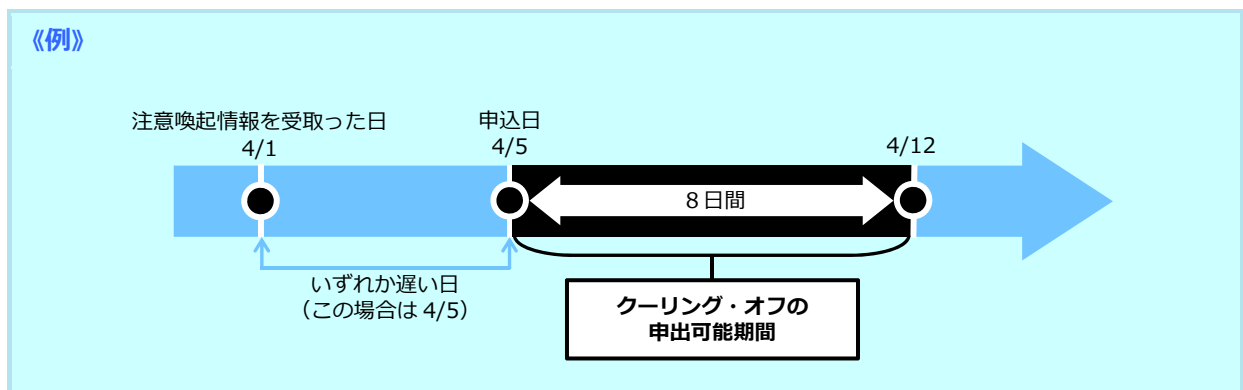 《例》
注意喚起情報を受取った日
4/1
申込日
4/5
4/12
8日間
いずれか遅い日
（この場合は 4/5）
クーリング・オフの
申出可能期間